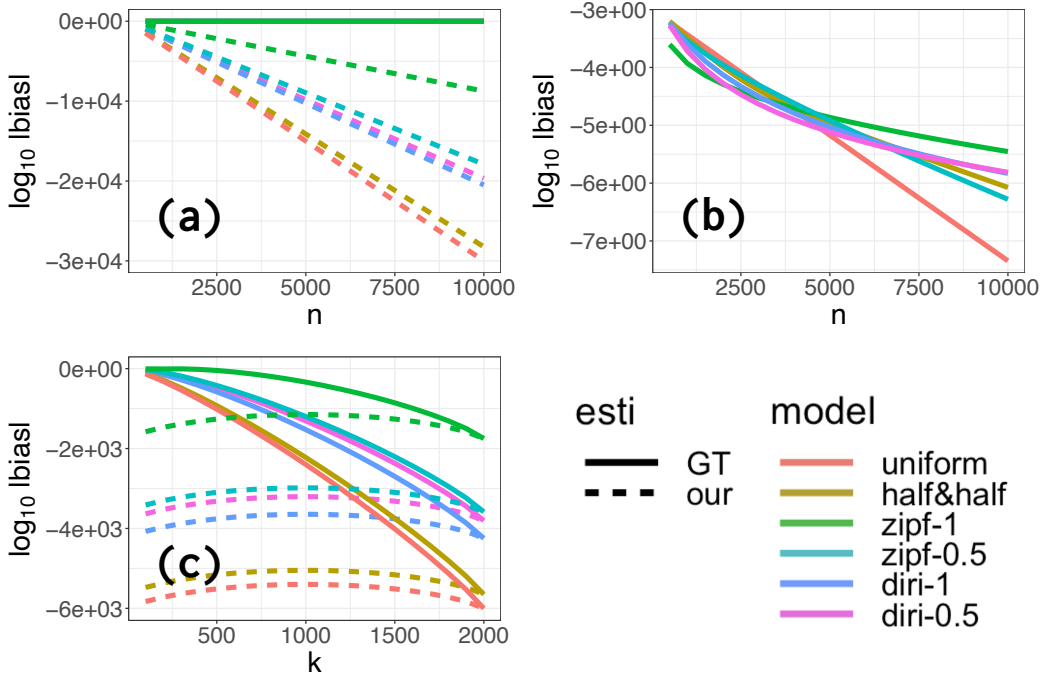 0e+00
−1e+04
−2e+04
−3e+04
log10 |bias|
(a)
2500 5000 7500 10000
n
−3e+00
−4e+00
−5e+00
−6e+00
−7e+00
log10 |bias|
(b)
2500 5000 7500 10000
n
0e+00
−2e+03
−4e+03
−6e+03
log10 |bias|
(c)
500 1000 1500 2000
k
esti
GT
our
model
uniform
half&half
zipf-1
zipf-0.5
diri-1
diri-0.5